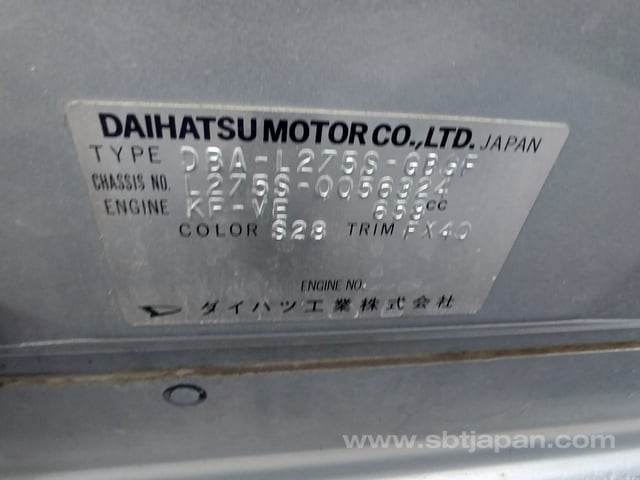 DAIHATSU MOTOR CO.,LTD. JAPAN
TYPE DBA-L275S-GBGF
CHASSIS NO. L275S-0056324
ENGINE KF-VE 658cc
COLOR S28 TRIM FX40
ENGINE NO.
ダイハツ工業株式会社
www.sbtjapan.com